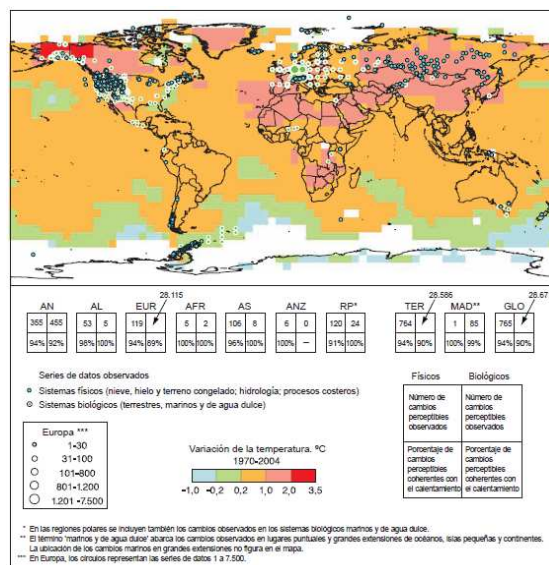 28.115
28.586
28.671
AN AL EUR AFR AS ANZ RP* TER MAD** GLO
355 455 53 5 119 5 2 106 8 6 0 120 24 764 1 85 765
94% 92% 98% 100% 94% 89% 100% 100% 96% 100% 100% — 91% 100% 94% 90% 100% 99% 94% 90%
Series de datos observados
Sistemas físicos (nieve, hielo y terreno congelado; hidrología; procesos costeros)
Sistemas biológicos (terrestres, marinos y de agua dulce)
Europa ***
1-30
31-100
101-800
801-1.200
1.201 -7.500
Variación de la temperatura. ºC
1970-2004
-1,0 -0,2 0,2 1,0 2,0 3,5
Físicos Biológicos
Número de cambios perceptibles observados
Número de cambios perceptibles observados
Porcentaje de cambios perceptibles coherentes con el calentamiento
Porcentaje de cambios perceptibles coherentes con el calentamiento
* En las regiones polares se incluyen también los cambios observados en los sistemas biológicos marinos y de agua dulce.
** El término 'marinos y de agua dulce' abarca los cambios observados en lugares puntuales y grandes extensiones de océanos, islas pequeñas y continentes.
La ubicación de los cambios marinos en grandes extensiones no figura en el mapa.
*** En Europa, los círculos representan las series de datos 1 a 7.500.